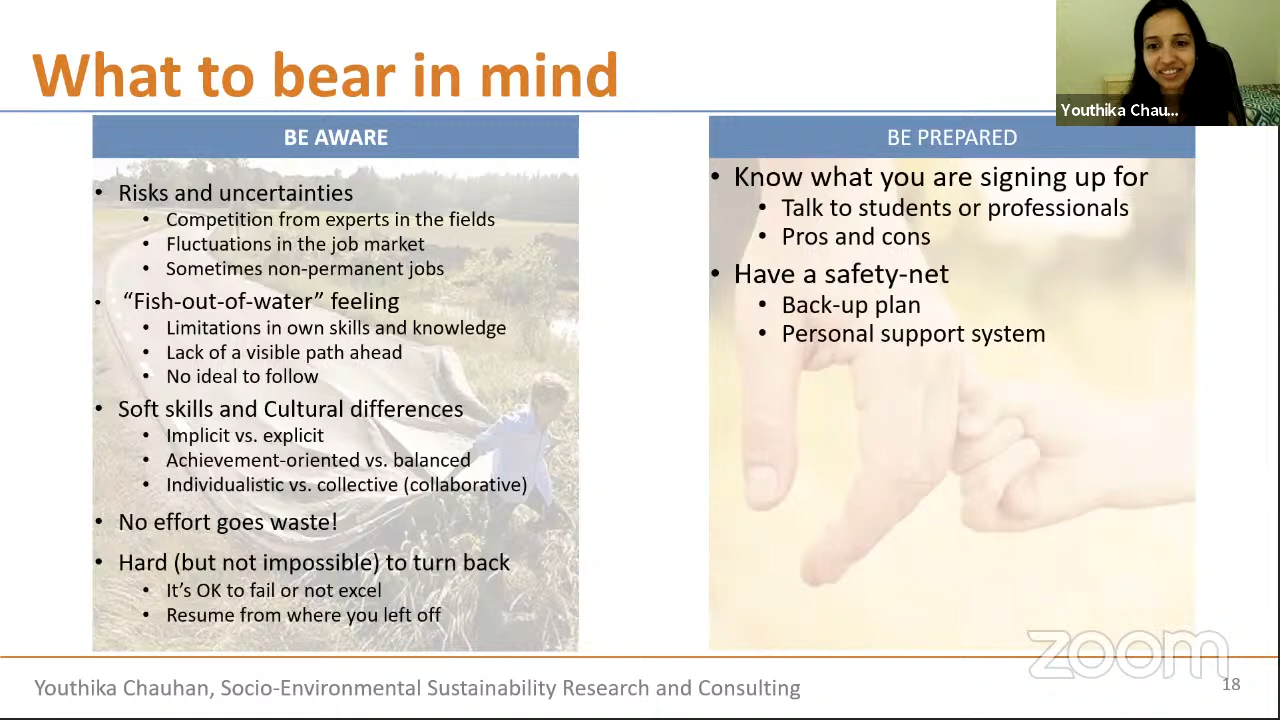 What to bear in mind
Youthika Chau...
BE AWARE
• Risks and uncertainties
• Competition from experts in the fields
• Fluctuations in the job market
• Sometimes non-permanent jobs
• “Fish-out-of-water” feeling
• Limitations in own skills and knowledge
• Lack of a visible path ahead
• No ideal to follow
• Soft skills and Cultural differences
• Implicit vs. explicit
• Achievement-oriented vs. balanced
• Individualistic vs. collective (collaborative)
• No effort goes waste!
• Hard (but not impossible) to turn back
• It’s OK to fail or not excel
• Resume from where you left off
BE PREPARED
• Know what you are signing up for
• Talk to students or professionals
• Pros and cons
• Have a safety-net
• Back-up plan
• Personal support system
zoom
Youthika Chauhan, Socio-Environmental Sustainability Research and Consulting
18